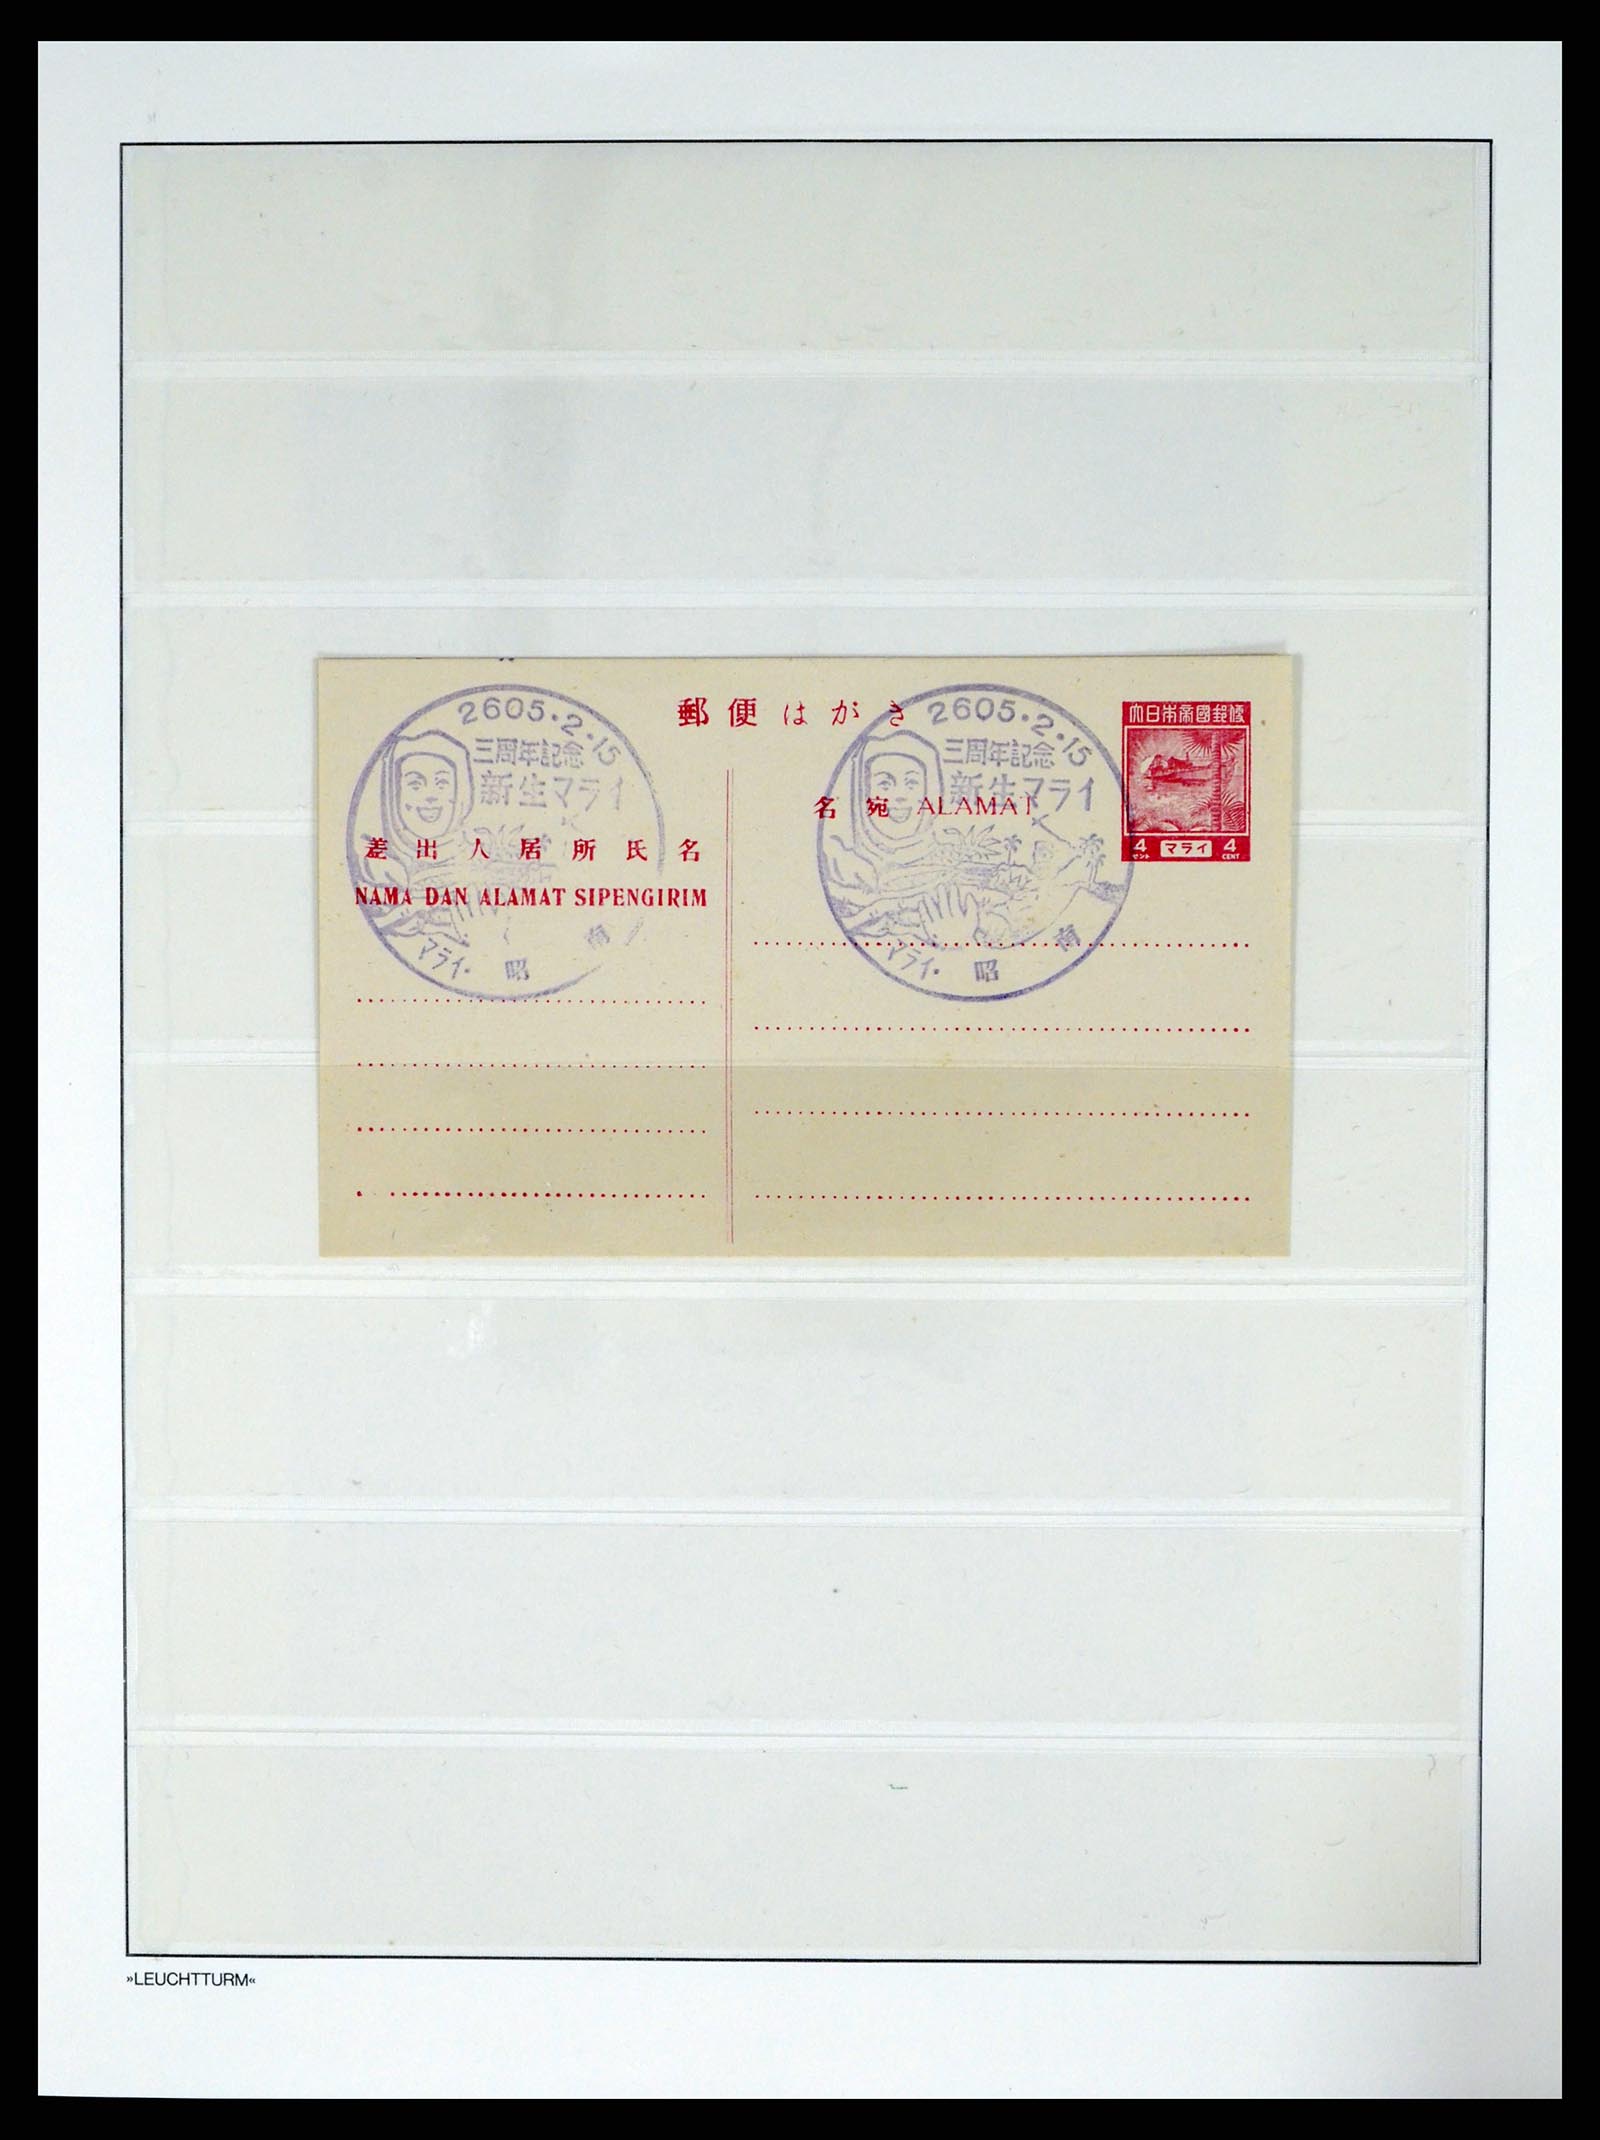 郵便はがき
2605.2.15
三周年記念
新生マライ
マライ・昭南
差出人居所氏名
NAMA DAN ALAMAT SIPENGIRIM
2605.2.15
三周年記念
新生マライ
マライ・昭南
名宛 ALAMAT
大日本帝國郵便
4 セント マライ 4 CENT
»LEUCHTTURM«